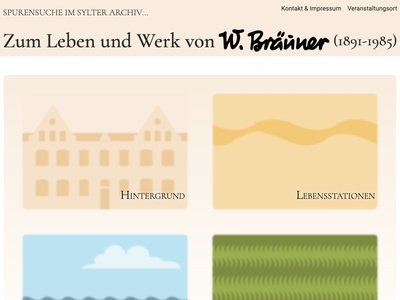 SPURENSUCHE IM SYLTER ARCHIV...
Kontakt & Impressum Veranstaltungsort
Zum Leben und Werk von W. Bräuner (1891-1985)
Hintergrund
Lebensstationen